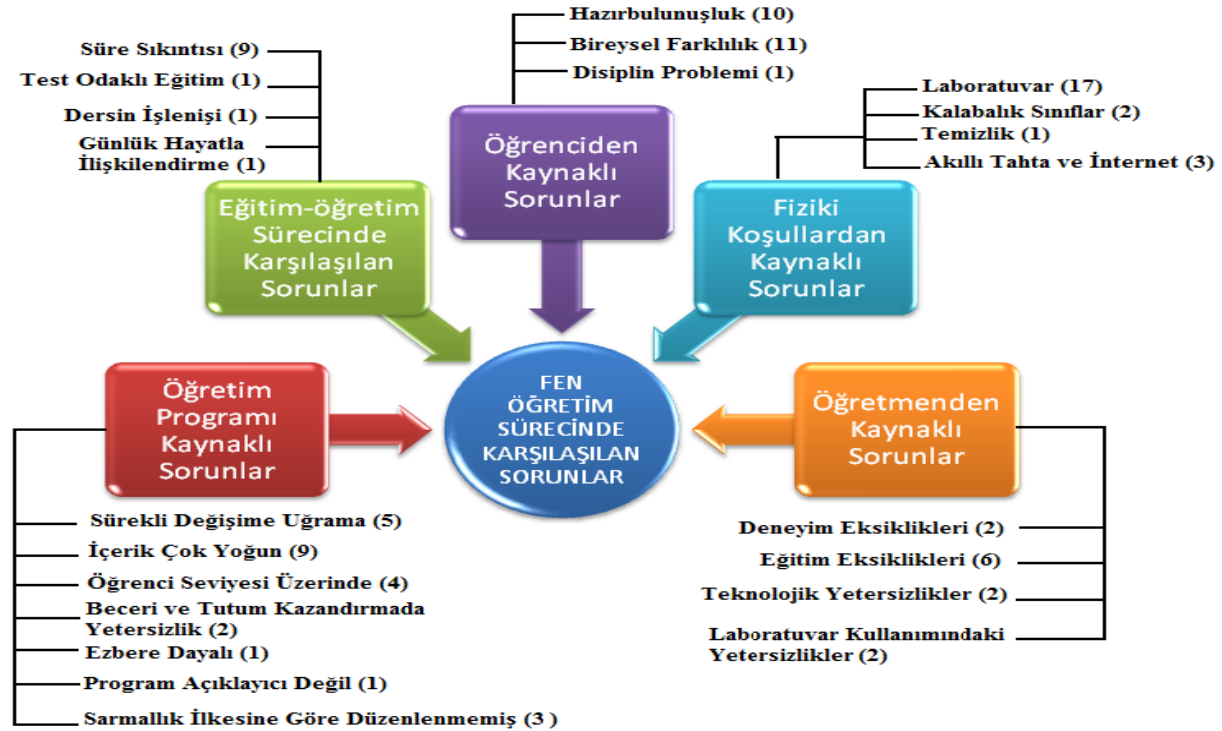 Süre Sıkıntısı (9)
Test Odaklı Eğitim (1)
Dersin İşlenişi (1)
Günlük Hayatla
İlişkilendirme (1)
Eğitim-öğretim
Sürecinde
Karşılaşılan
Sorunlar
Hazırbulunuşluk (10)
Bireysel Farklılık (11)
Disiplin Problemi (1)
Öğrenciden
Kaynaklı
Sorunlar
Laboratuvar (17)
Kalabalık Sınıflar (2)
Temizlik (1)
Akıllı Tahta ve İnternet (3)
Fiziki
Koşullardan
Kaynaklı
Sorunlar
FEN
ÖĞRETİM
SÜRECİNDE
KARŞILAŞILAN
SORUNLAR
Öğretim
Programı
Kaynaklı
Sorunlar
Sürekli Değişime Uğrama (5)
İçerik Çok Yoğun (9)
Öğrenci Seviyesi Üzerinde (4)
Beceri ve Tutum Kazandırmada
Yetersizlik (2)
Ezbere Dayalı (1)
Program Açıklayıcı Değil (1)
Sarmallık İlkesine Göre Düzenlenmemiş (3 )
Öğretmenden
Kaynaklı
Sorunlar
Deneyim Eksiklikleri (2)
Eğitim Eksiklikleri (6)
Teknolojik Yetersizlikler (2)
Laboratuvar Kullanımındaki
Yetersizlikler (2)